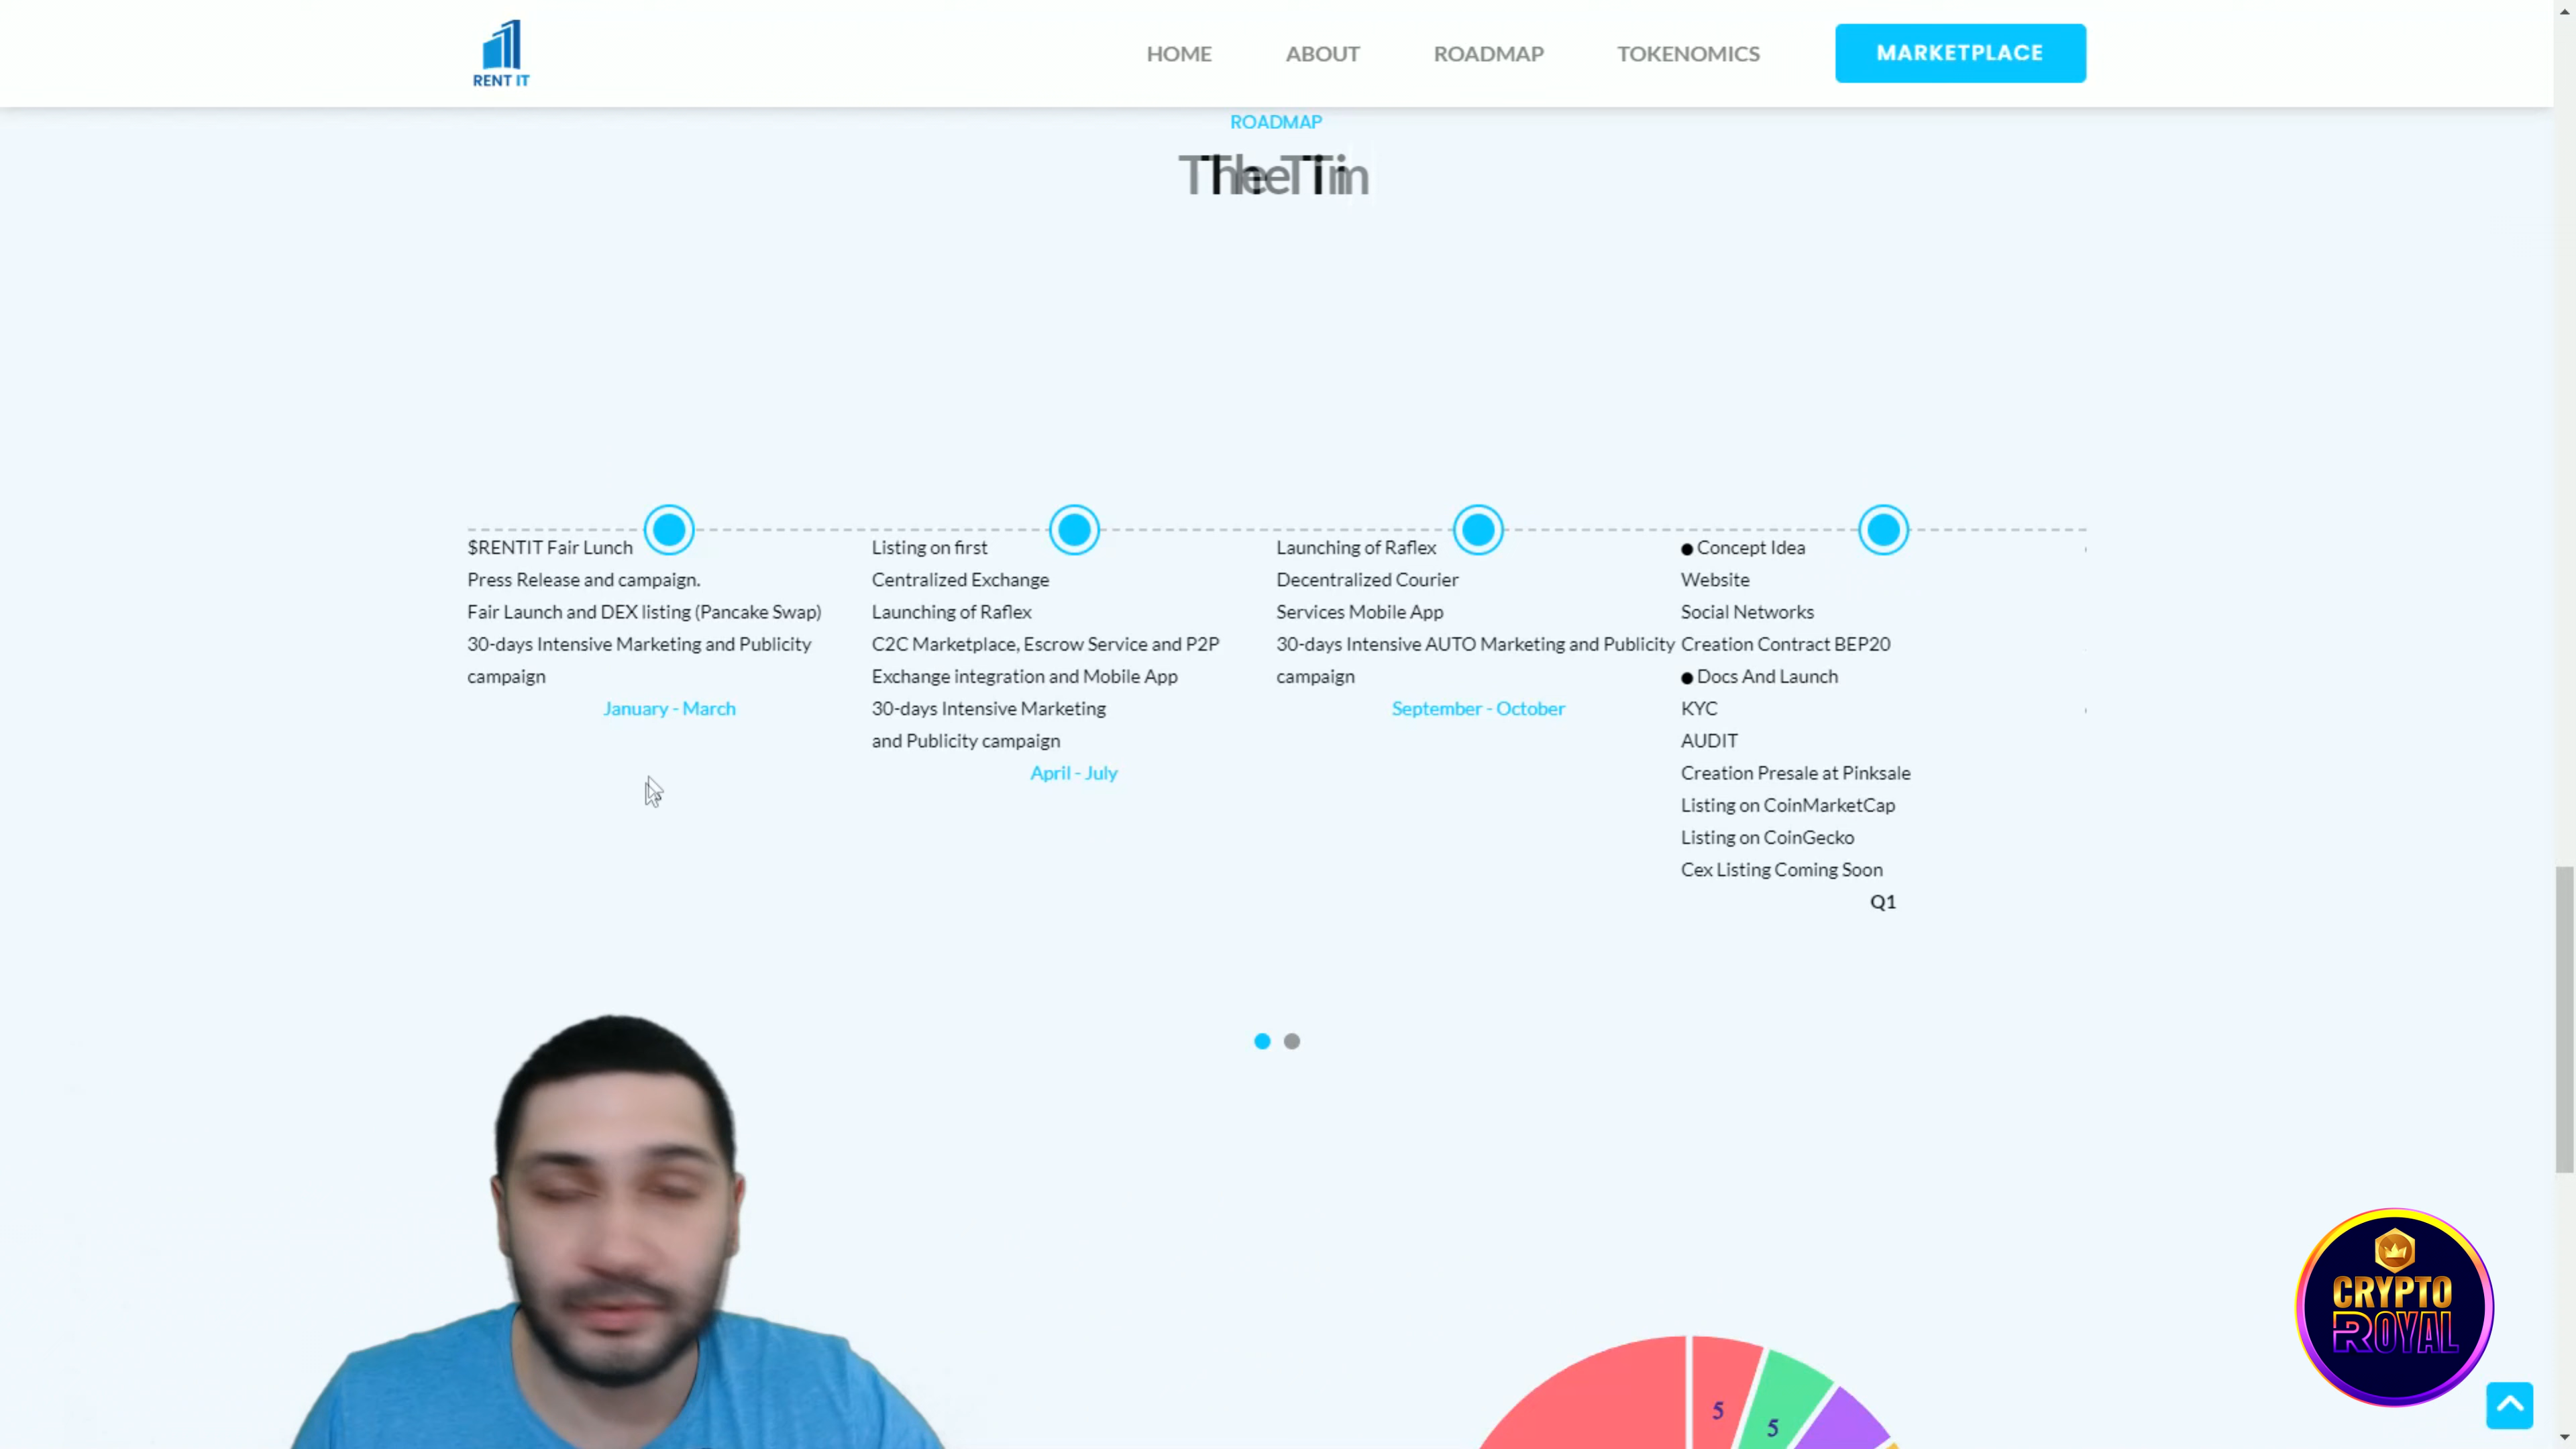 RENT IT
HOME
ABOUT
ROADMAP
TOKENOMICS
MARKETPLACE
ROADMAP
$RENTIT Fair Lunch
Press Release and campaign.
Fair Launch and DEX listing (Pancake Swap)
30-days Intensive Marketing and Publicity
campaign
January - March
Listing on first
Centralized Exchange
Launching of Raflex
C2C Marketplace, Escrow Service and P2P
Exchange integration and Mobile App
30-days Intensive Marketing
and Publicity campaign
April - July
Launching of Raflex
Decentralized Courier
Services Mobile App
30-days Intensive AUTO Marketing and Publicity
campaign
September - October
● Concept Idea
Website
Social Networks
Creation Contract BEP20
● Docs And Launch
KYC
AUDIT
Creation Presale at Pinksale
Listing on CoinMarketCap
Listing on CoinGecko
Cex Listing Coming Soon
Q1
5
5
CRYPTO
ROYAL